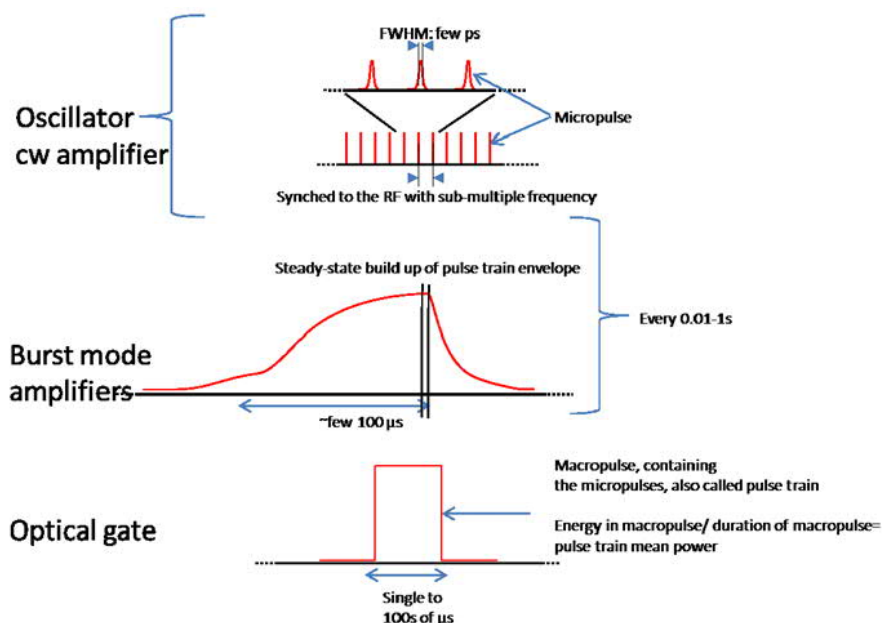 FWHM: few ps
Oscillator
cw amplifier
Micropulse
Synched to the RF with sub-multiple frequency
Steady-state build up of pulse train envelope
Every 0.01-1s
Burst mode
amplifiers
~few 100 µs
Macropulse, containing
the micropulses, also called pulse train
Optical gate
Energy in macropulse/ duration of macropulse=
pulse train mean power
Single to
100s of µs